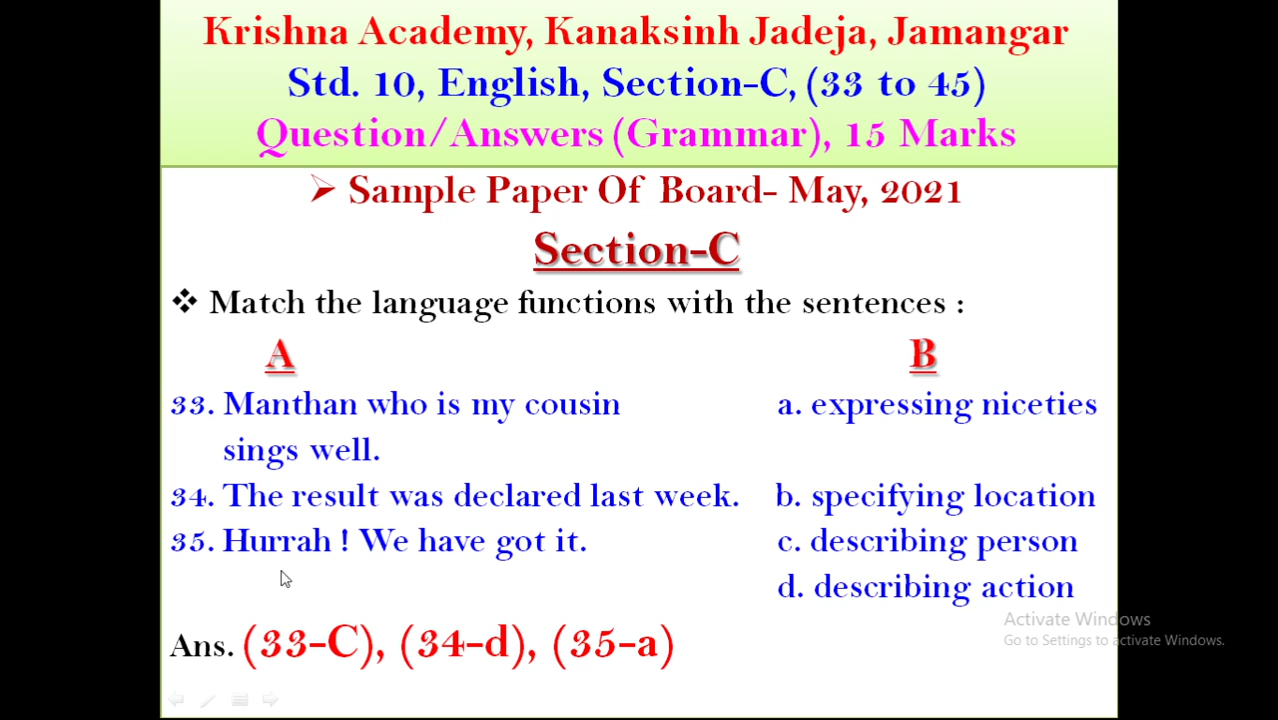 Krishna Academy, Kanaksinh Jadeja, Jamangar
Std. 10, English, Section-C, (33 to 45)
Question/Answers (Grammar), 15 Marks
➢ Sample Paper Of Board- May, 2021
Section-C
❖ Match the language functions with the sentences :
A B
33. Manthan who is my cousin a. expressing niceties
sings well.
34. The result was declared last week. b. specifying location
35. Hurrah ! We have got it. c. describing person
d. describing action
Activate Windows
Go to Settings to activate Windows.
Ans. (33-C), (34-d), (35-a)